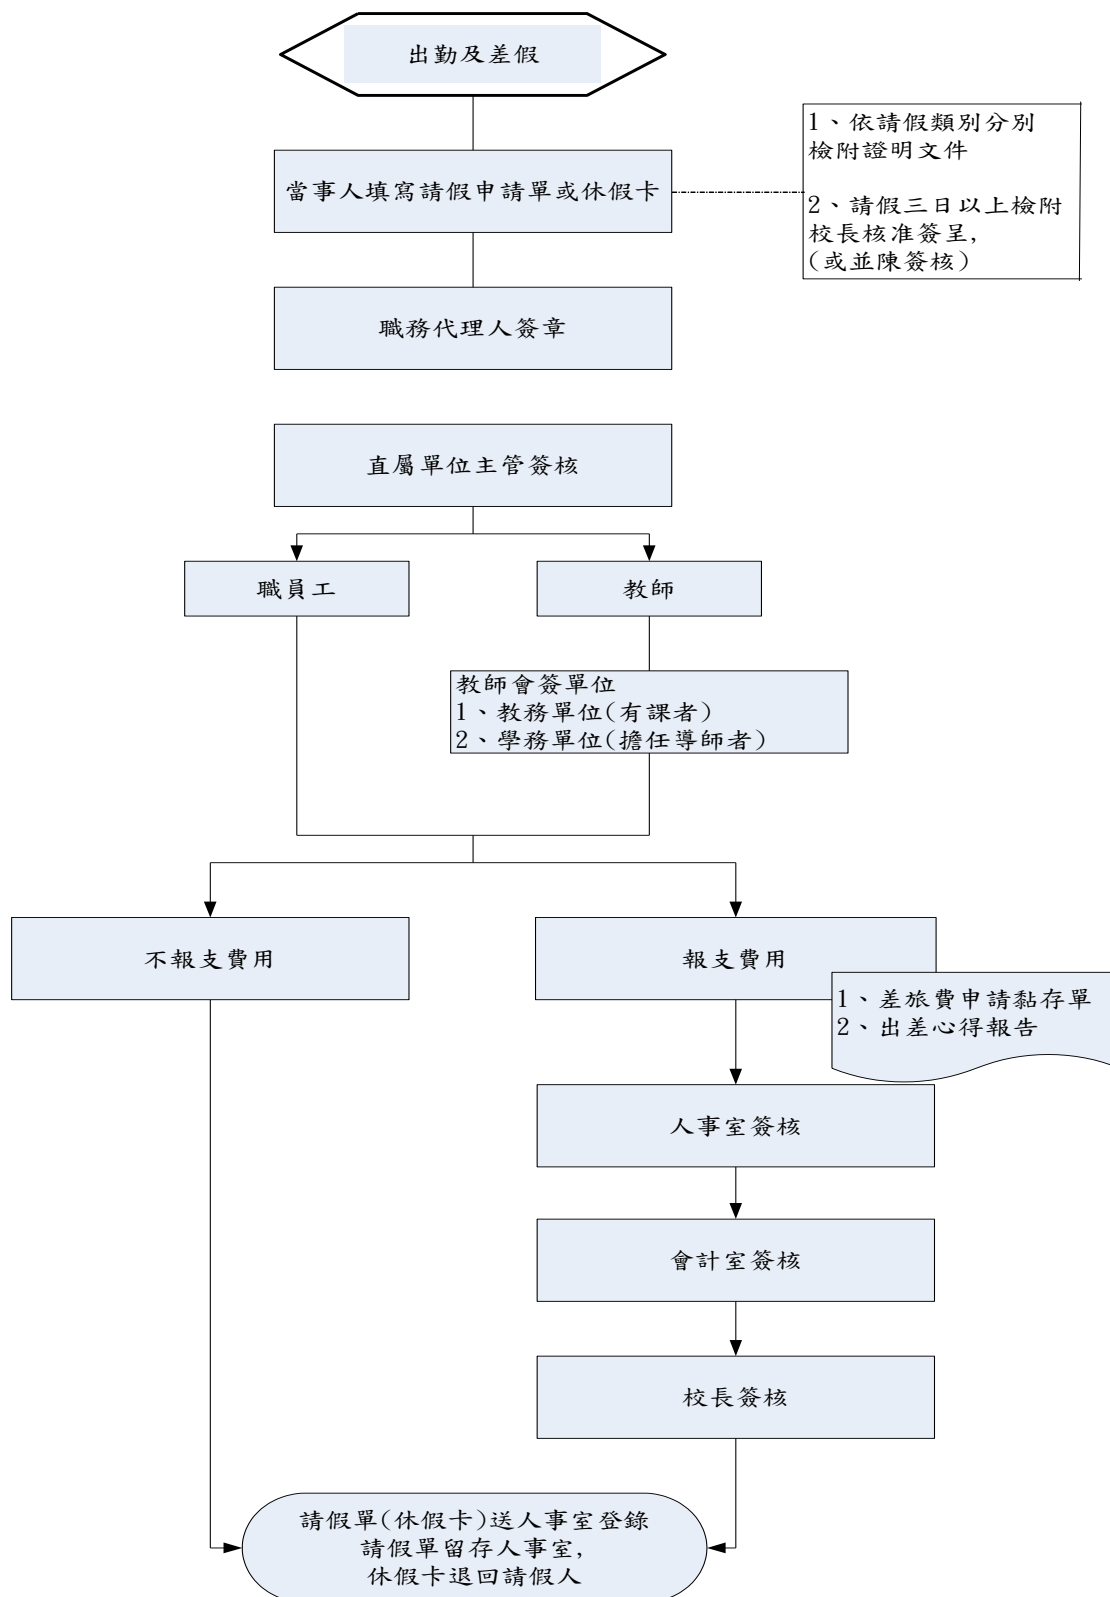 出勤及差假
當事人填寫請假申請單或休假卡
1、依請假類別分別
檢附證明文件
2、請假三日以上檢附
校長核准簽呈,
(或並陳簽核)
職務代理人簽章
直屬單位主管簽核
職員工
教師
教師會簽單位
1、教務單位(有課者)
2、學務單位(擔任導師者)
不報支費用
報支費用
1、差旅費申請黏存單
2、出差心得報告
人事室簽核
會計室簽核
校長簽核
請假單(休假卡)送人事室登錄
請假單留存人事室,
休假卡退回請假人